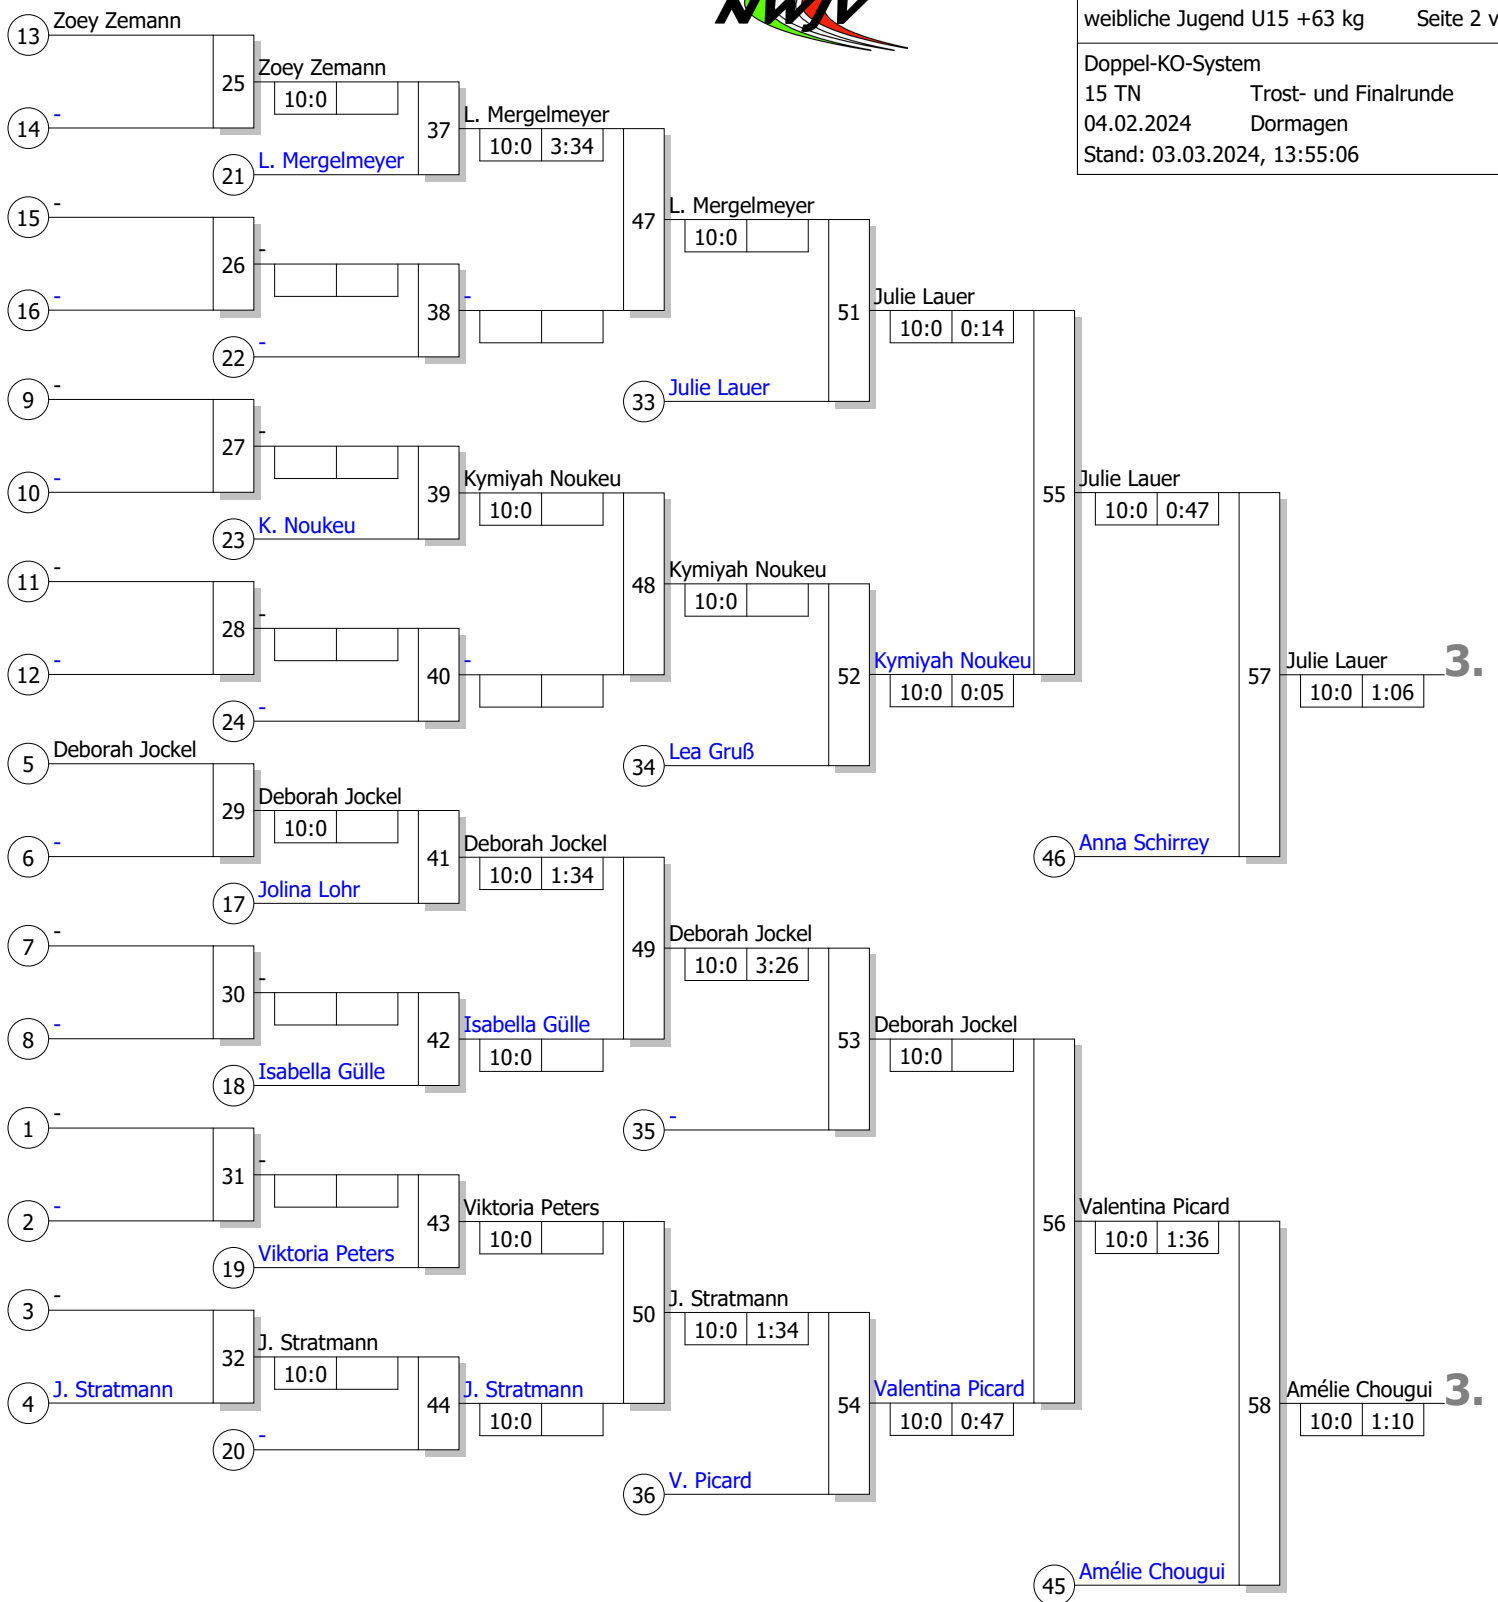 NWJV
weibliche Jugend U15 +63 kg Seite 2 v
Doppel-KO-System
15 TN Trost- und Finalrunde
04.02.2024 Dormagen
Stand: 03.03.2024, 13:55:06
13 Zoey Zemann
25
Zoey Zemann
10:0
14 -
37
L. Mergelmeyer
10:0 3:34
21 L. Mergelmeyer
15 -
47
L. Mergelmeyer
10:0
26
-
16 -
38
-
22 -
51
Julie Lauer
10:0 0:14
33 Julie Lauer
9 -
27
-
10 -
39
Kymiyah Noukeu
10:0
23 K. Noukeu
55
Julie Lauer
10:0 0:47
11 -
48
Kymiyah Noukeu
10:0
28
-
12 -
40
-
24 -
52
Kymiyah Noukeu
10:0 0:05
34 Lea Gruß
57
Julie Lauer 3.
10:0 1:06
46 Anna Schirrey
5 Deborah Jockel
29
Deborah Jockel
10:0
6 -
41
Deborah Jockel
10:0 1:34
17 Jolina Lohr
7 -
49
Deborah Jockel
10:0 3:26
30
-
8 -
42
Isabella Gülle
10:0
18 Isabella Gülle
53
Deborah Jockel
10:0
35 -
1 -
31
-
2 -
43
Viktoria Peters
10:0
19 Viktoria Peters
56
Valentina Picard
10:0 1:36
3 -
50
J. Stratmann
10:0 1:34
32
J. Stratmann
10:0
4 J. Stratmann
44
J. Stratmann
10:0
20 -
54
Valentina Picard
10:0 0:47
36 V. Picard
58
Amélie Chougui 3.
10:0 1:10
45 Amélie Chougui